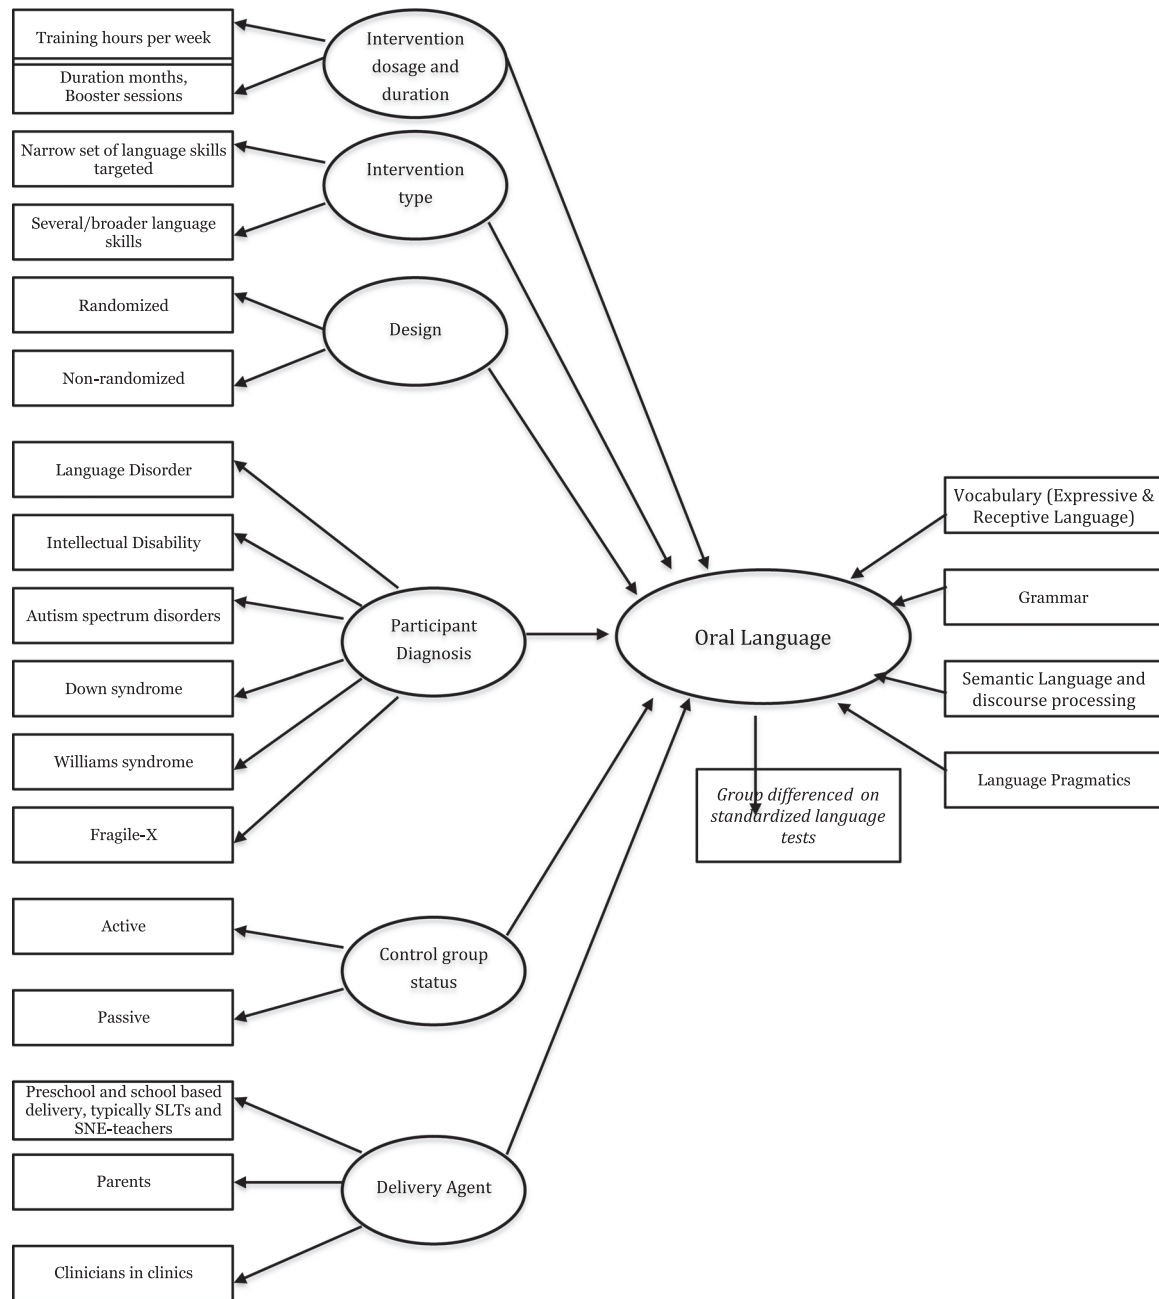 Training hours per week
Duration months,
Booster sessions
Intervention
dosage and
duration
Narrow set of language skills
targeted
Several/broader language
skills
Intervention
type
Randomized
Non-randomized
Design
Language Disorder
Intellectual Disability
Autism spectrum disorders
Down syndrome
Williams syndrome
Fragile-X
Participant
Diagnosis
Oral Language
Vocabulary (Expressive &
Receptive Language)
Grammar
Semantic Language and
discourse processing
Language Pragmatics
Group differenced on
standardized language
tests
Active
Passive
Control group
status
Preschool and school based
delivery, typically SLTs and
SNE-teachers
Parents
Clinicians in clinics
Delivery Agent